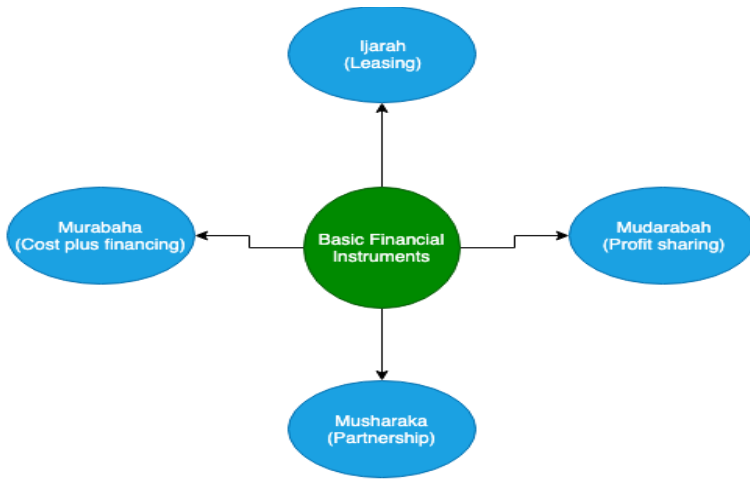 Ijarah
(Leasing)
Murabaha
(Cost plus financing)
Basic Financial
Instruments
Mudarabah
(Profit sharing)
Musharaka
(Partnership)